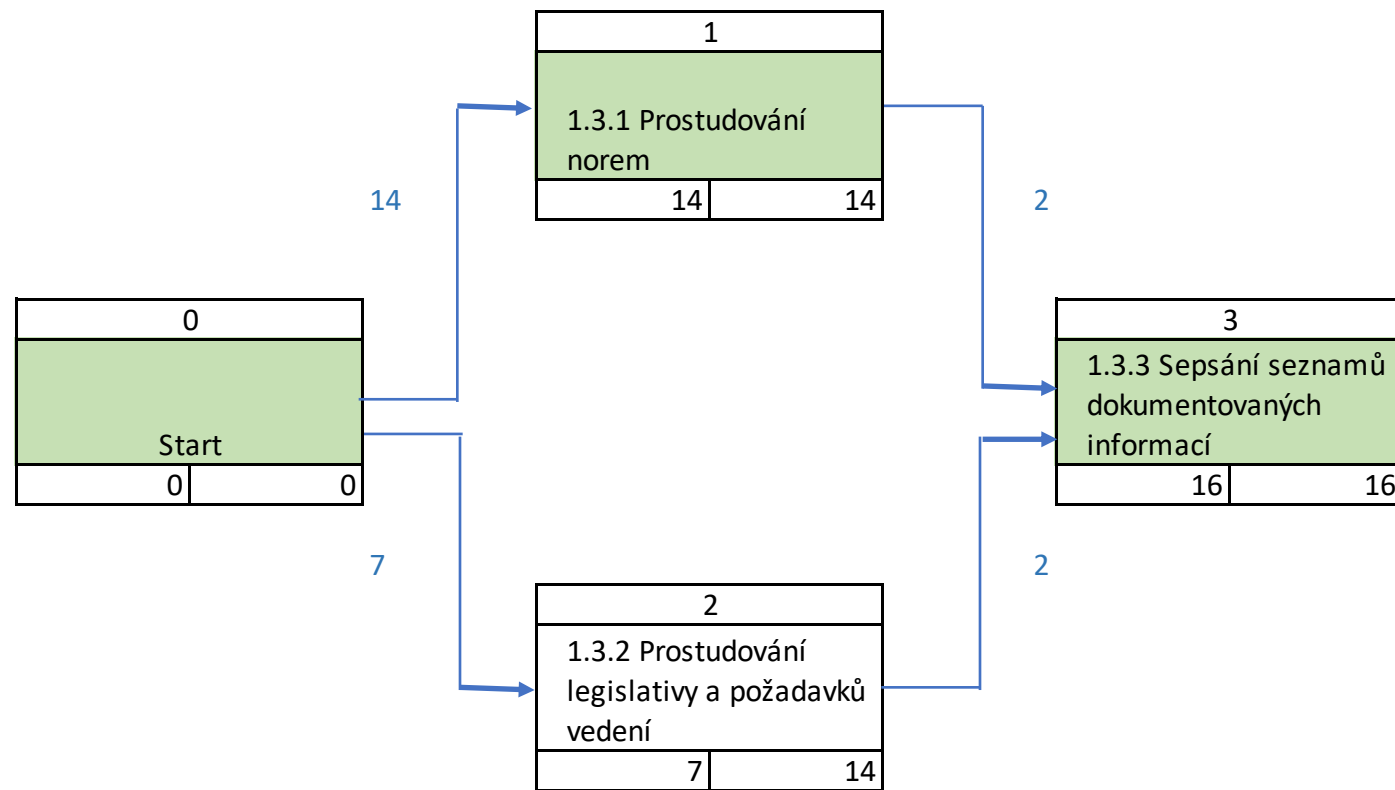 1
1.3.1 Prostudování
norem
14 14
14
2
0
Start
0 0
3
1.3.3 Sepsání seznamů
dokumentovaných
informací
16 16
7
2
2
1.3.2 Prostudování
legislativy a požadavků
vedení
7 14